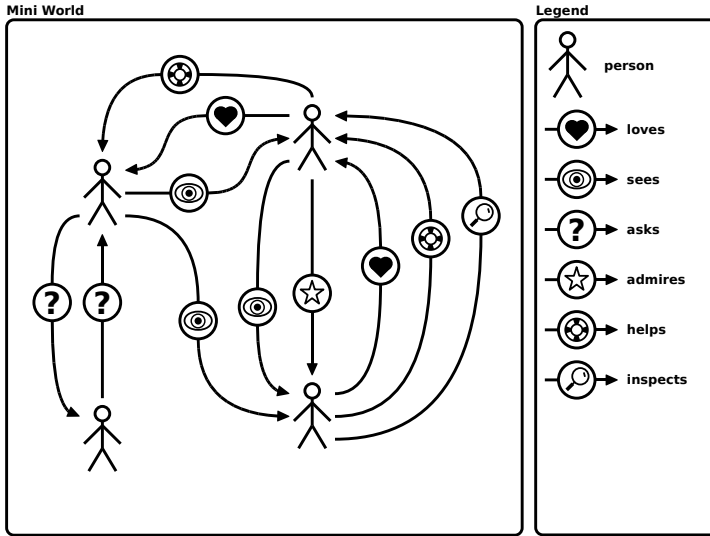 Mini World
Legend
person
loves
sees
asks
admires
helps
inspects
?
?
?